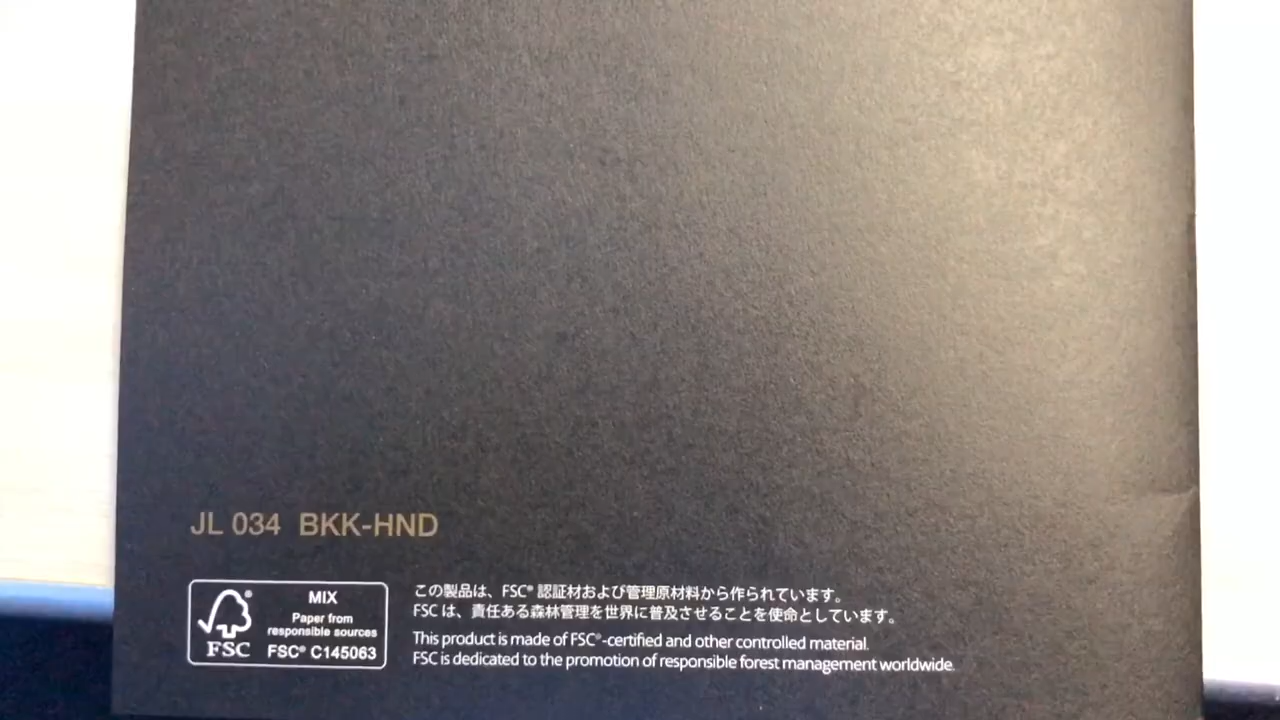 JL 034 BKK-HND
FSC
MIX
Paper from
responsible sources
FSC® C145063
この製品は、FSC® 認証材および管理原材料から作られています。
FSC は、責任ある森林管理を世界に普及させることを使命としています。
This product is made of FSC®-certified and other controlled material.
FSC is dedicated to the promotion of responsible forest management worldwide.